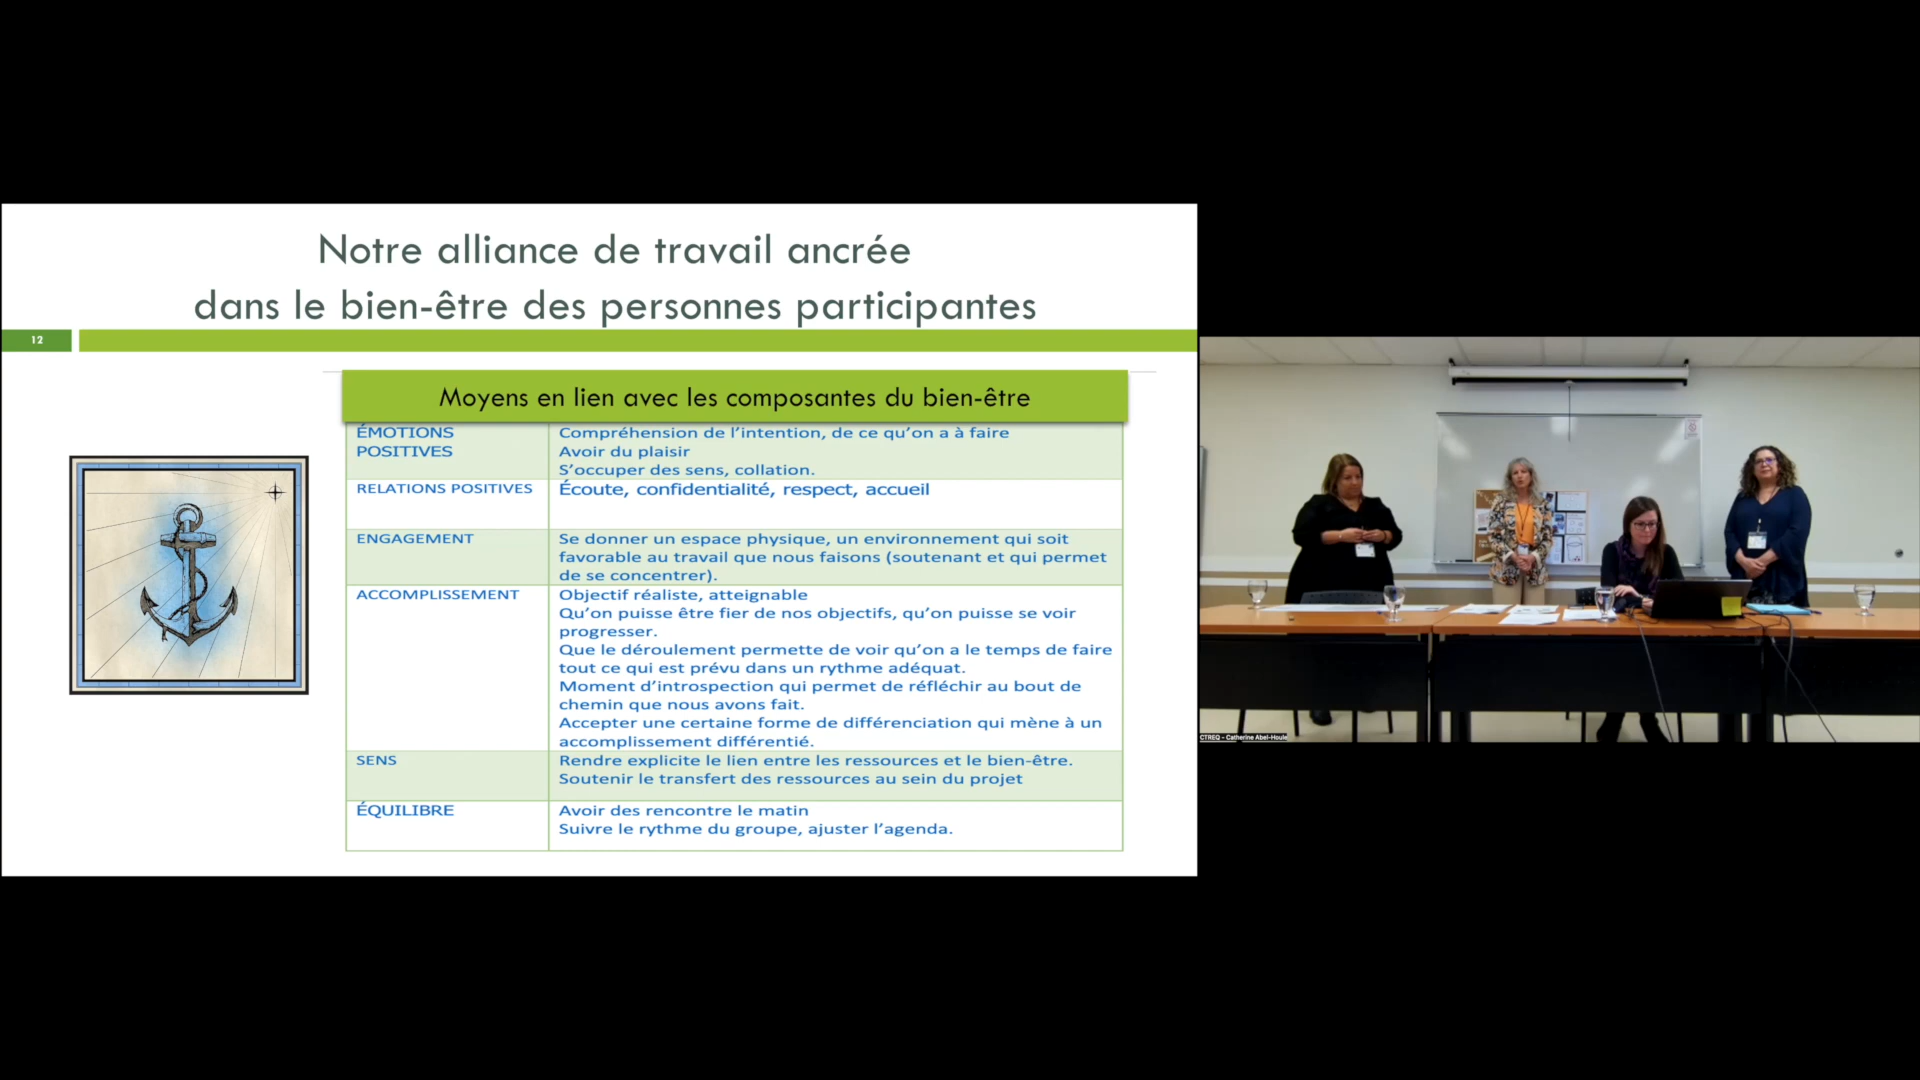 Notre alliance de travail ancrée
dans le bien-être des personnes participantes
12
Moyens en lien avec les composantes du bien-être
ÉMOTIONS
POSITIVES
Compréhension de l'intention, de ce qu'on a à faire
Avoir du plaisir
S'occuper des sens, collation.
RELATIONS POSITIVES
Écoute, confidentialité, respect, accueil
ENGAGEMENT
Se donner un espace physique, un environnement qui soit
favorable au travail que nous faisons (soutenant et qui permet
de se concentrer).
ACCOMPLISSEMENT
Objectif réaliste, atteignable
Qu'on puisse être fier de nos objectifs, qu'on puisse se voir
progresser.
Que le déroulement permette de voir qu'on a le temps de faire
tout ce qui est prévu dans un rythme adéquat.
Moment d'introspection qui permet de réfléchir au bout de
chemin que nous avons fait.
Accepter une certaine forme de différenciation qui mène à un
accomplissement différentié.
SENS
Rendre explicite le lien entre les ressources et le bien-être.
Soutenir le transfert des ressources au sein du projet
ÉQUILIBRE
Avoir des rencontre le matin
Suivre le rythme du groupe, ajuster l'agenda.
CTREQ - Catherine Abel-Houle